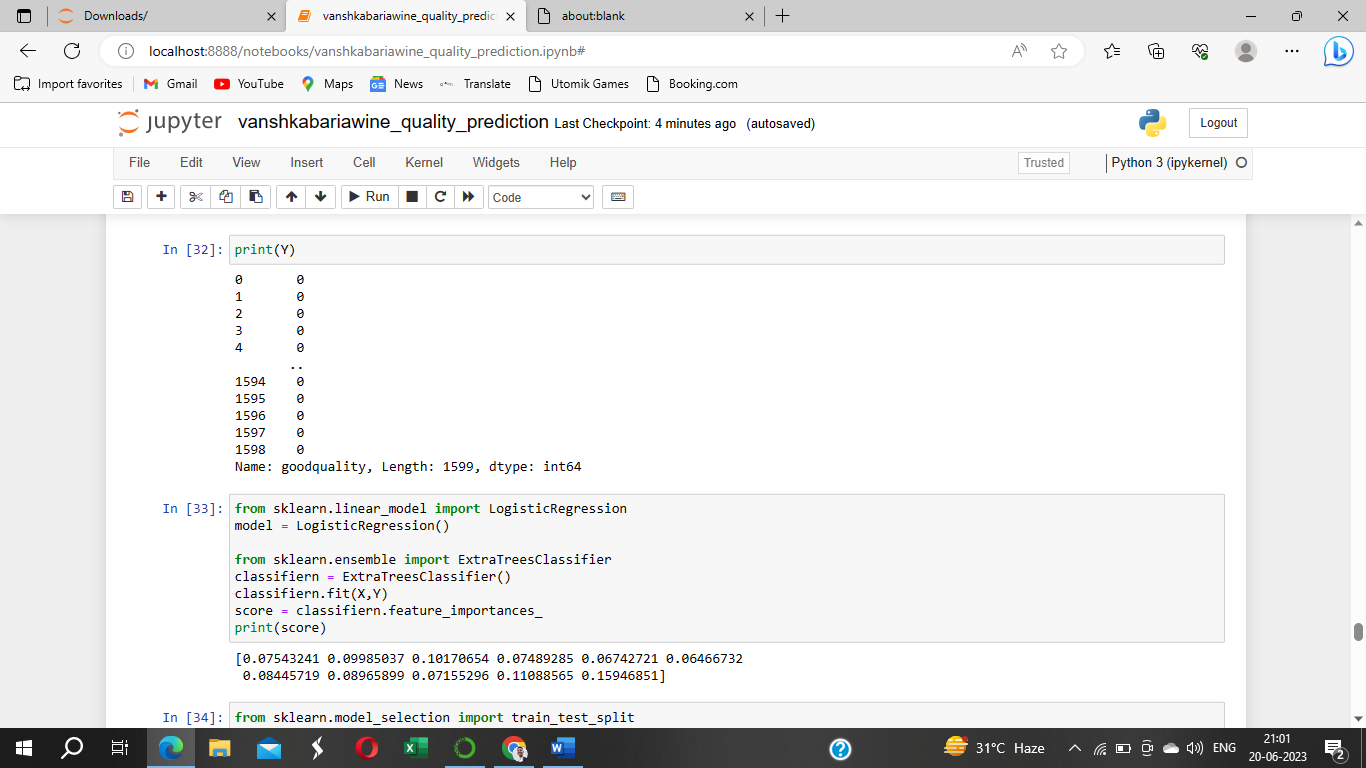 Downloads/
vanshkabariawine_quality_predic
about:blank
localhost:8888/notebooks/vanshkabariawine_quality_prediction.ipynb#
Import favorites Gmail YouTube Maps News Translate Utomik Games Booking.com
jupyter vanshkabariawine_quality_prediction Last Checkpoint: 4 minutes ago (autosaved) Logout
File Edit View Insert Cell Kernel Widgets Help Trusted Python 3 (ipykernel)
Run Code
In [32]: print(Y)
0 0
1 0
2 0
3 0
4 0
..
1594 0
1595 0
1596 0
1597 0
1598 0
Name: goodquality, Length: 1599, dtype: int64
In [33]: from sklearn.linear_model import LogisticRegression
model = LogisticRegression()
from sklearn.ensemble import ExtraTreesClassifier
classifiern = ExtraTreesClassifier()
classifiern.fit(X,Y)
score = classifiern.feature_importances_
print(score)
[0.07543241 0.09985037 0.10170654 0.07489285 0.06742721 0.06466732
0.08445719 0.08965899 0.07155296 0.11088565 0.15946851]
In [34]: from sklearn.model_selection import train_test_split
31°C Haze ENG 21:01
20-06-2023 2